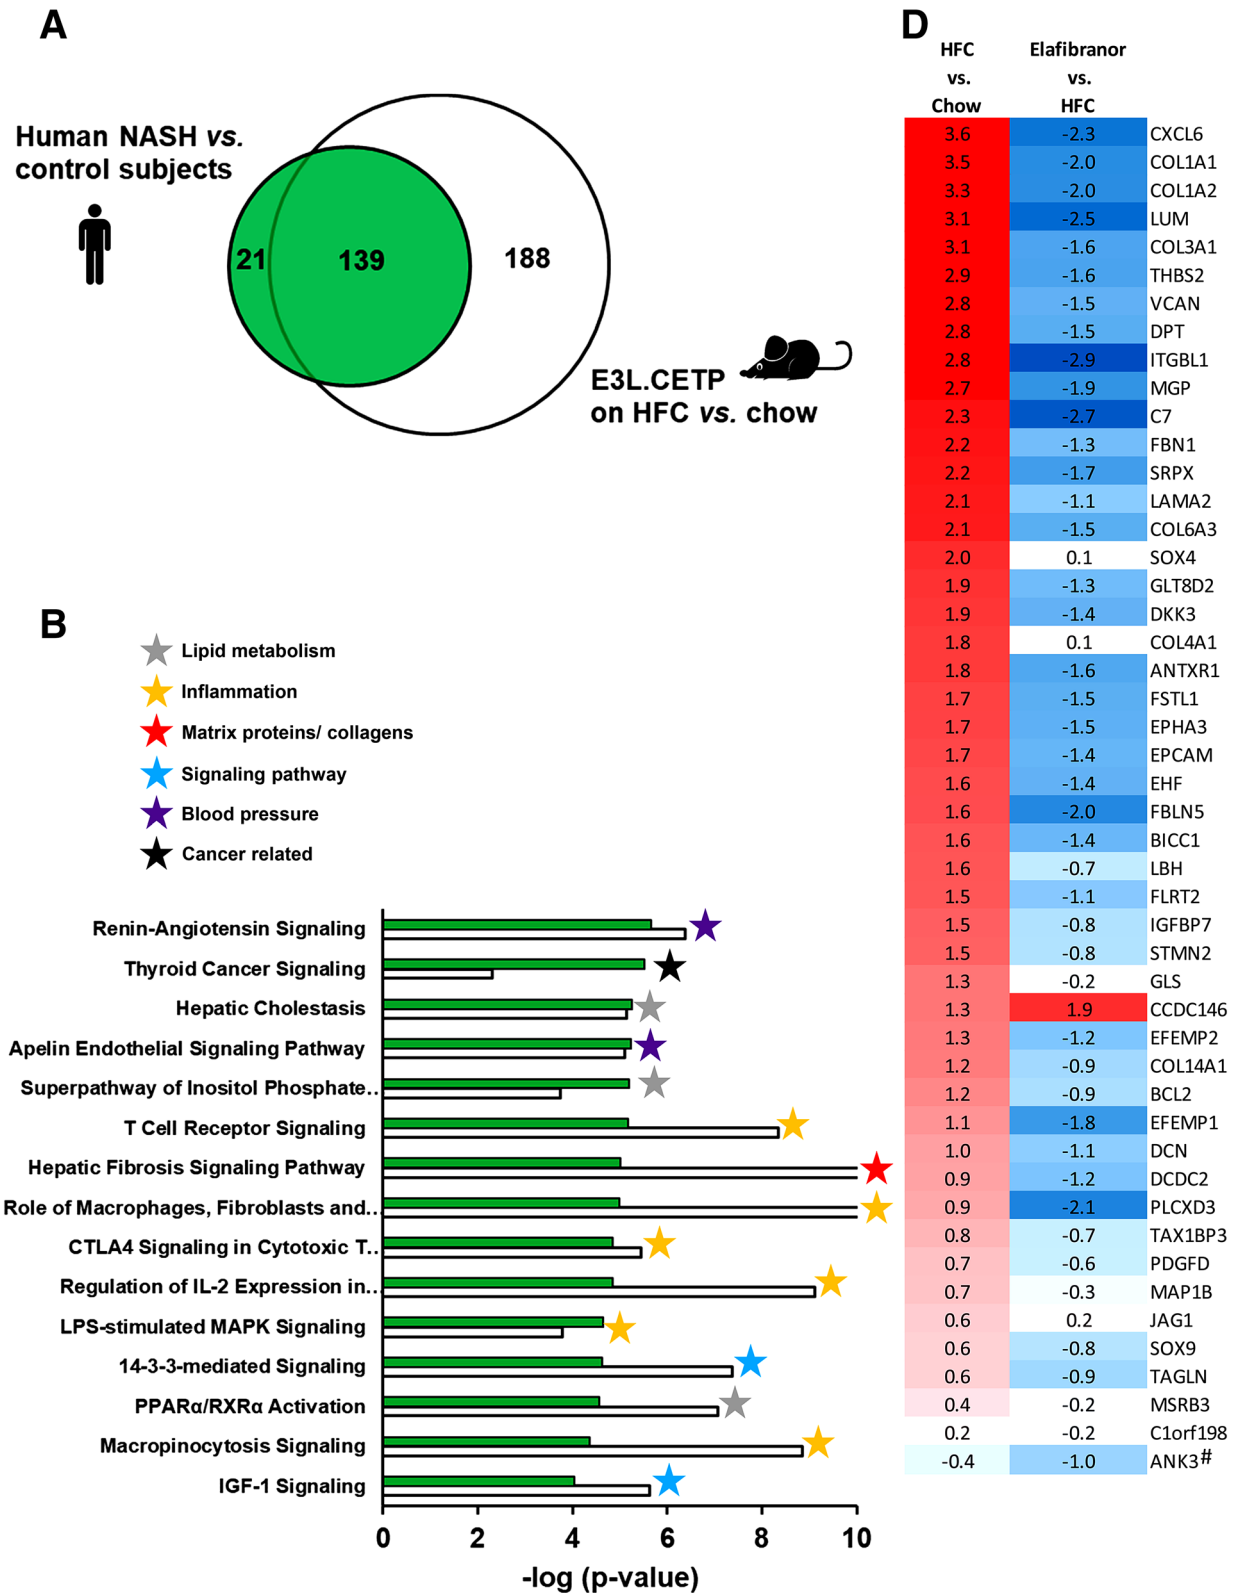 A
Human NASH vs.
control subjects
21
139
188
E3L.CETP
on HFC vs. chow
B
Lipid metabolism
Inflammation
Matrix proteins/ collagens
Signaling pathway
Blood pressure
Cancer related
Renin-Angiotensin Signaling
Thyroid Cancer Signaling
Hepatic Cholestasis
Apelin Endothelial Signaling Pathway
Superpathway of Inositol Phosphate..
T Cell Receptor Signaling
Hepatic Fibrosis Signaling Pathway
Role of Macrophages, Fibroblasts and..
CTLA4 Signaling in Cytotoxic T..
Regulation of IL-2 Expression in..
LPS-stimulated MAPK Signaling
14-3-3-mediated Signaling
PPARα/RXRα Activation
Macropinocytosis Signaling
IGF-1 Signaling
0 2 4 6 8 10
-log (p-value)
D
HFC vs. Chow
Elafibranor vs. HFC
3.6 -2.3 CXCL6
3.5 -2.0 COL1A1
3.3 -2.0 COL1A2
3.1 -2.5 LUM
3.1 -1.6 COL3A1
2.9 -1.6 THBS2
2.8 -1.5 VCAN
2.8 -1.5 DPT
2.8 -2.9 ITGBL1
2.7 -1.9 MGP
2.3 -2.7 C7
2.2 -1.3 FBN1
2.2 -1.7 SRPX
2.1 -1.1 LAMA2
2.1 -1.5 COL6A3
2.0 0.1 SOX4
1.9 -1.3 GLT8D2
1.9 -1.4 DKK3
1.8 0.1 COL4A1
1.8 -1.6 ANTXR1
1.7 -1.5 FSTL1
1.7 -1.5 EPHA3
1.7 -1.4 EPCAM
1.6 -1.4 EHF
1.6 -2.0 FBLN5
1.6 -1.4 BICC1
1.6 -0.7 LBH
1.5 -1.1 FLRT2
1.5 -0.8 IGFBP7
1.5 -0.8 STMN2
1.3 -0.2 GLS
1.3 1.9 CCDC146
1.3 -1.2 EFEMP2
1.2 -0.9 COL14A1
1.2 -0.9 BCL2
1.1 -1.8 EFEMP1
1.0 -1.1 DCN
0.9 -1.2 DCDC2
0.9 -2.1 PLCXD3
0.8 -0.7 TAX1BP3
0.7 -0.6 PDGFD
0.7 -0.3 MAP1B
0.6 0.2 JAG1
0.6 -0.8 SOX9
0.6 -0.9 TAGLN
0.4 -0.2 MSRB3
0.2 -0.2 C1orf198
-0.4 -1.0 ANK3#